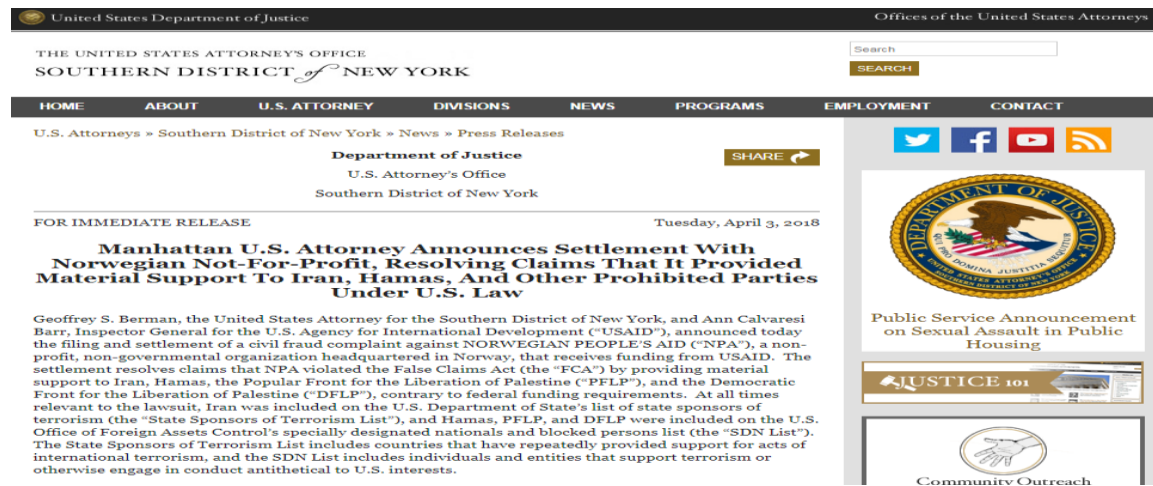 United States Department of Justice
Offices of the United States Attorneys
THE UNITED STATES ATTORNEY'S OFFICE
SOUTHERN DISTRICT of NEW YORK
Search
SEARCH
HOME ABOUT U.S. ATTORNEY DIVISIONS NEWS PROGRAMS EMPLOYMENT CONTACT
U.S. Attorneys » Southern District of New York » News » Press Releases
Department of Justice
SHARE
U.S. Attorney's Office
Southern District of New York
FOR IMMEDIATE RELEASE
Tuesday, April 3, 2018
Manhattan U.S. Attorney Announces Settlement With
Norwegian Not-For-Profit, Resolving Claims That It Provided
Material Support To Iran, Hamas, And Other Prohibited Parties
Under U.S. Law
Geoffrey S. Berman, the United States Attorney for the Southern District of New York, and Ann Calvaresi
Barr, Inspector General for the U.S. Agency for International Development (“USAID”), announced today
the filing and settlement of a civil fraud complaint against NORWEGIAN PEOPLE'S AID (“NPA”), a non-
profit, non-governmental organization headquartered in Norway, that receives funding from USAID. The
settlement resolves claims that NPA violated the False Claims Act (the “FCA”) by providing material
support to Iran, Hamas, the Popular Front for the Liberation of Palestine (“PFLP”), and the Democratic
Front for the Liberation of Palestine (“DFLP”), contrary to federal funding requirements. At all times
relevant to the lawsuit, Iran was included on the U.S. Department of State's list of state sponsors of
terrorism (the “State Sponsors of Terrorism List”), and Hamas, PFLP, and DFLP were included on the U.S.
Office of Foreign Assets Control's specially designated nationals and blocked persons list (the “SDN List”).
The State Sponsors of Terrorism List includes countries that have repeatedly provided support for acts of
international terrorism, and the SDN List includes individuals and entities that support terrorism or
otherwise engage in conduct antithetical to U.S. interests.
DEPARTMENT OF JUSTICE
QUI PRO DOMINA JUSTITIA SEQUITUR
UNITED STATES ATTORNEY'S OFFICE
SOUTHERN DISTRICT OF NEW YORK
Public Service Announcement
on Sexual Assault in Public
Housing
JUSTICE 101
Community Outreach